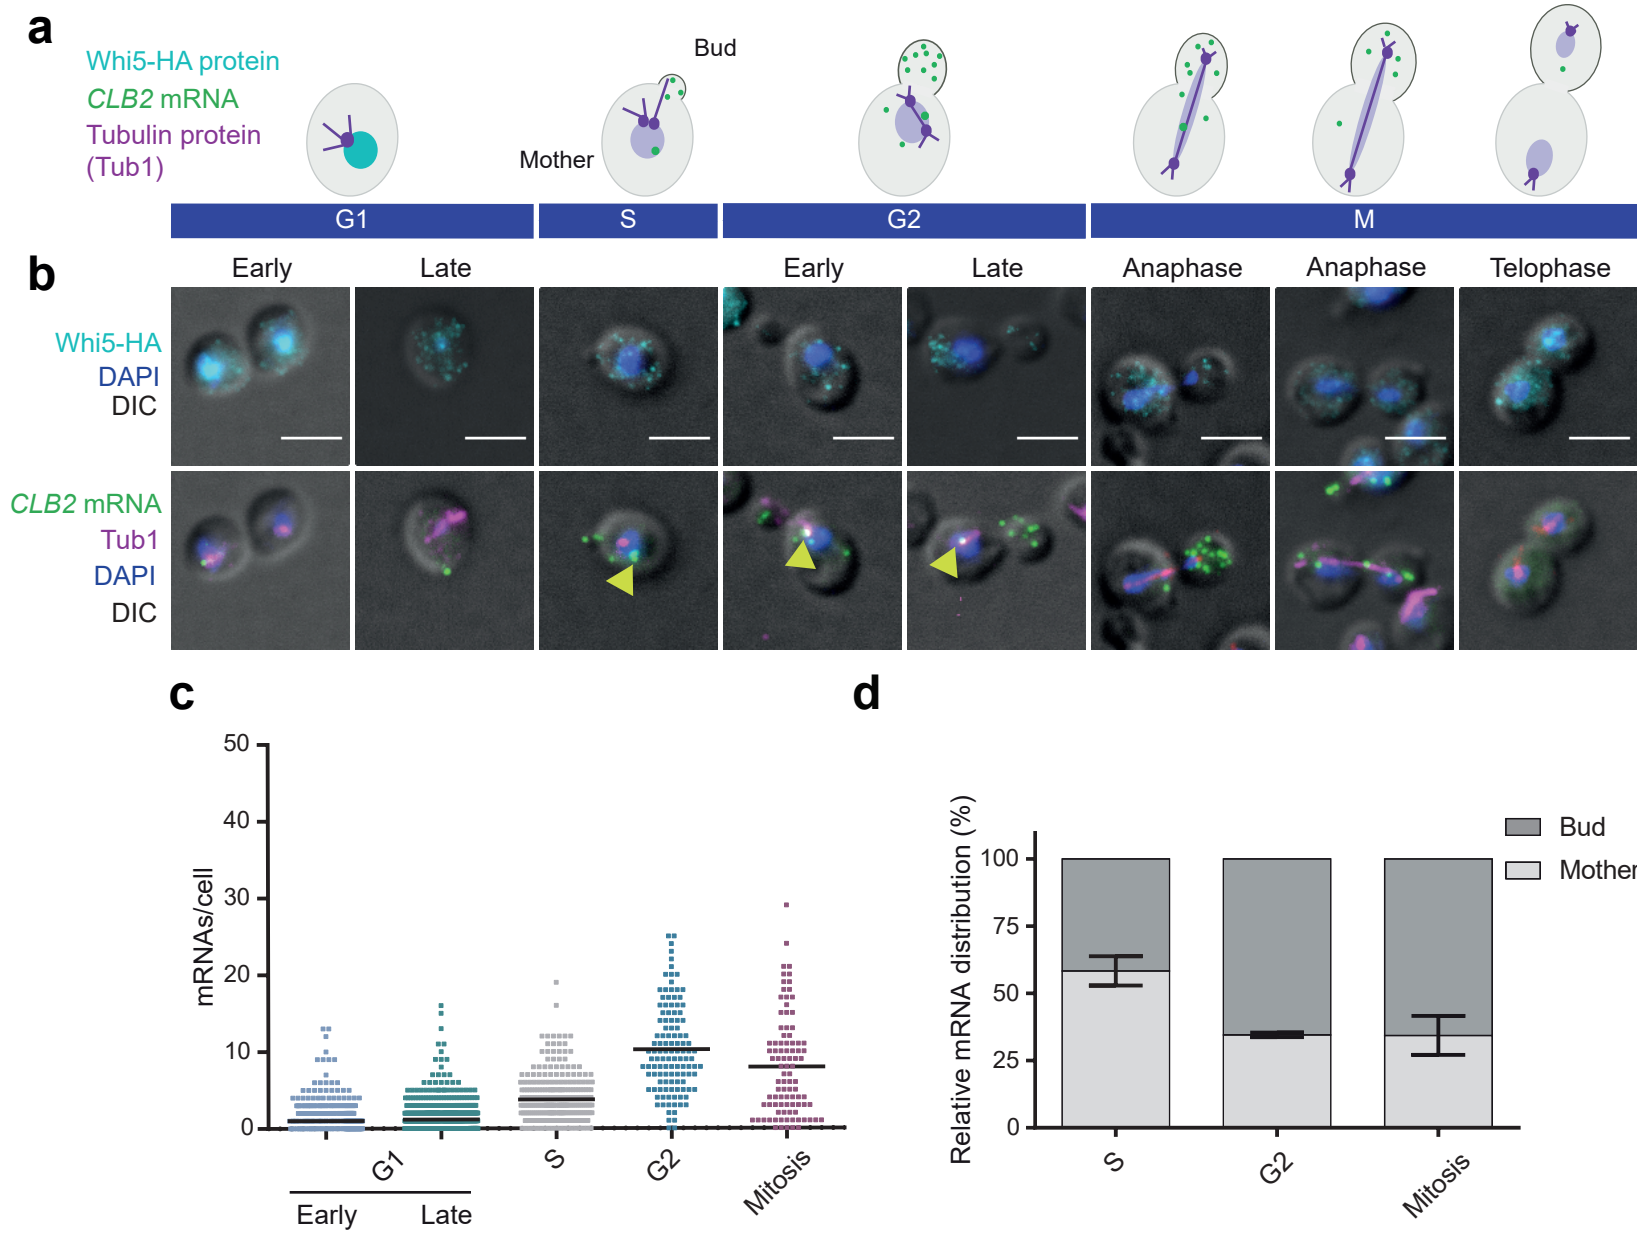 a
Whi5-HA protein
CLB2 mRNA
Tubulin protein
(Tub1)
Bud
Mother
G1
S
G2
M
b
Early
Late
Early
Late
Anaphase
Anaphase
Telophase
Whi5-HA
DAPI
DIC
CLB2 mRNA
Tub1
DAPI
DIC
c
mRNAs/cell
50
40
30
20
10
0
G1
S
G2
Mitosis
Early
Late
d
Relative mRNA distribution (%)
100
75
50
25
0
S
G2
Mitosis
Bud
Mother